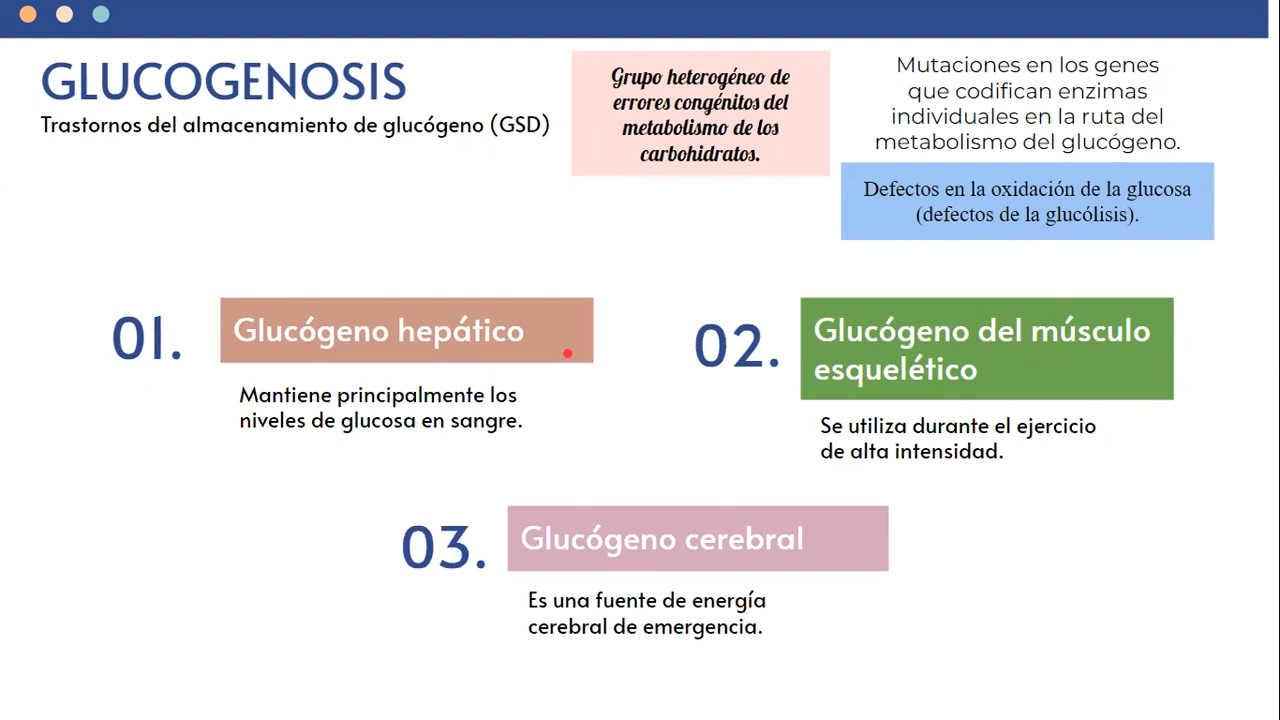 GLUCOGENOSIS
Trastornos del almacenamiento de glucógeno (GSD)
Grupo heterogéneo de
errores congénitos del
metabolismo de los
carbohidratos.
Mutaciones en los genes
que codifican enzimas
individuales en la ruta del
metabolismo del glucógeno.
Defectos en la oxidación de la glucosa
(defectos de la glucólisis).
01.
Glucógeno hepático
Mantiene principalmente los
niveles de glucosa en sangre.
02.
Glucógeno del músculo
esquelético
Se utiliza durante el ejercicio
de alta intensidad.
03.
Glucógeno cerebral
Es una fuente de energía
cerebral de emergencia.